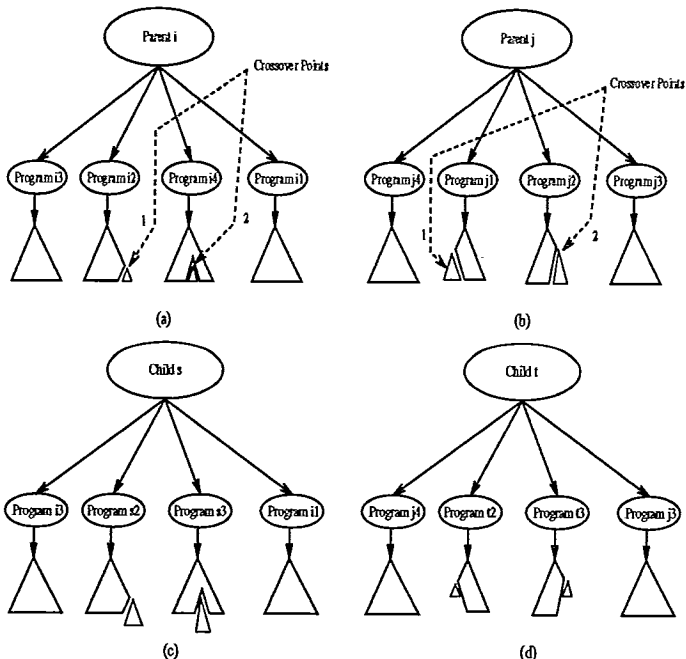 Parent i
Crossover Points
Program i3
Program i2
Program i4
Program i1
1
2
(a)
Parent j
Crossover Points
Program j4
Program j1
Program j2
Program j3
1
2
(b)
Child s
Program i3
Program s2
Program s3
Program i1
(c)
Child t
Program j4
Program t2
Program t3
Program j3
(d)